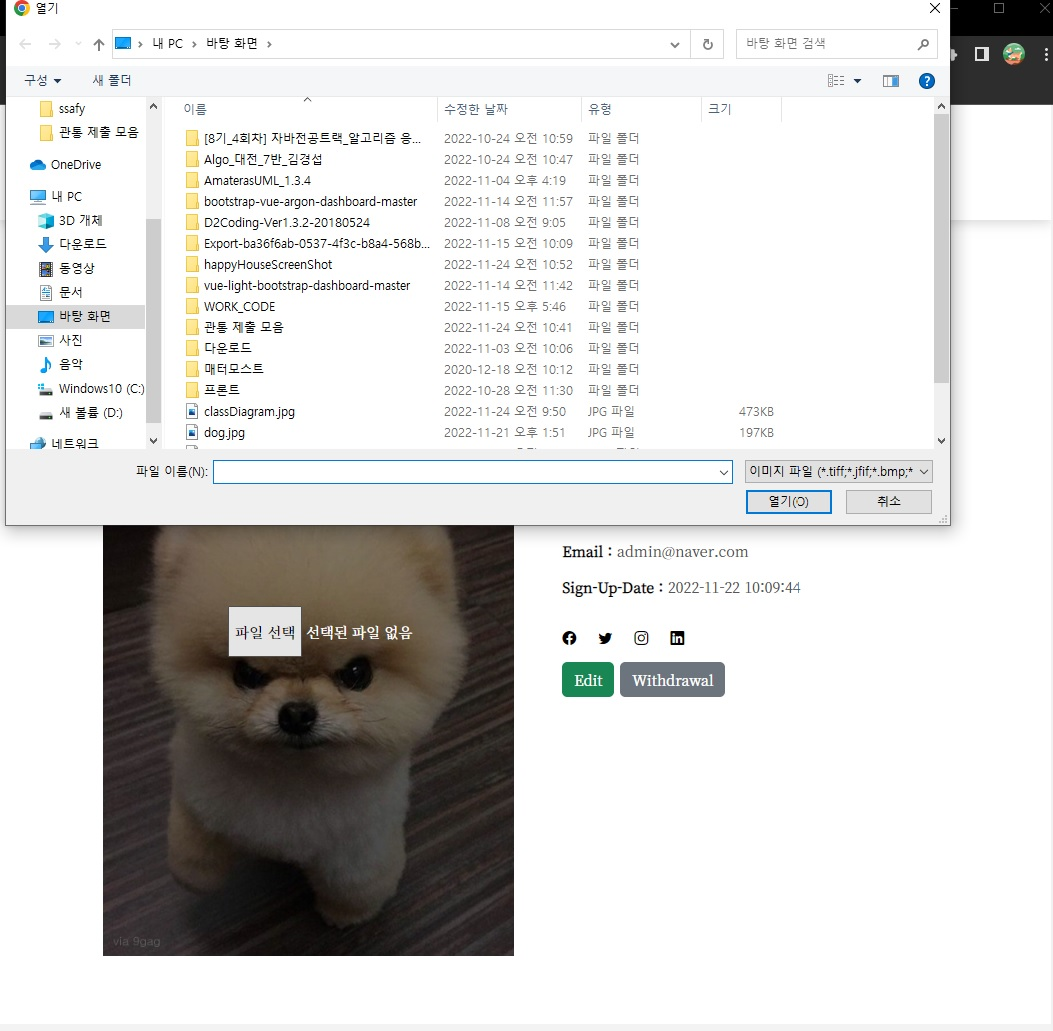 열기
내 PC
바탕 화면
바탕 화면 검색
구성
새 폴더
ssafy
관통 제출 모음
OneDrive
내 PC
3D 개체
다운로드
동영상
문서
바탕 화면
사진
음악
Windows10 (C:)
새 볼륨 (D:)
네트워크
이름 수정한 날짜 유형 크기
[8기_4회차] 자바전공트랙_알고리즘 응... 2022-10-24 오전 10:59 파일 폴더
Algo_대전_7반_김경섭 2022-10-24 오전 10:47 파일 폴더
AmaterasUML_1.3.4 2022-11-04 오후 4:19 파일 폴더
bootstrap-vue-argon-dashboard-master 2022-11-14 오전 11:57 파일 폴더
D2Coding-Ver1.3.2-20180524 2022-11-08 오전 9:05 파일 폴더
Export-ba36f6ab-0537-4f3c-b8a4-568b... 2022-11-15 오전 10:09 파일 폴더
happyHouseScreenShot 2022-11-24 오전 10:52 파일 폴더
vue-light-bootstrap-dashboard-master 2022-11-14 오전 11:42 파일 폴더
WORK_CODE 2022-11-15 오후 5:46 파일 폴더
관통 제출 모음 2022-11-24 오전 10:41 파일 폴더
다운로드 2022-11-03 오전 10:06 파일 폴더
매터모스트 2020-12-18 오전 10:12 파일 폴더
프론트 2022-10-28 오전 11:30 파일 폴더
classDiagram.jpg 2022-11-24 오전 9:50 JPG 파일 473KB
dog.jpg 2022-11-21 오후 1:51 JPG 파일 197KB
파일 이름(N):
이미지 파일 (*.tiff;*.jfif;*.bmp;*
열기(O)
취소
Email : admin@naver.com
Sign-Up-Date : 2022-11-22 10:09:44
파일 선택 선택된 파일 없음
Edit
Withdrawal
via 9gag